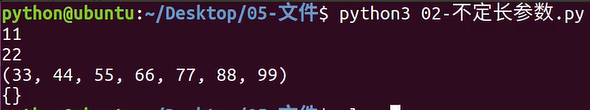 python@ubuntu:~/Desktop/05-文件$ python3 02-不定长参数.py
11
22
(33, 44, 55, 66, 77, 88, 99)
{}